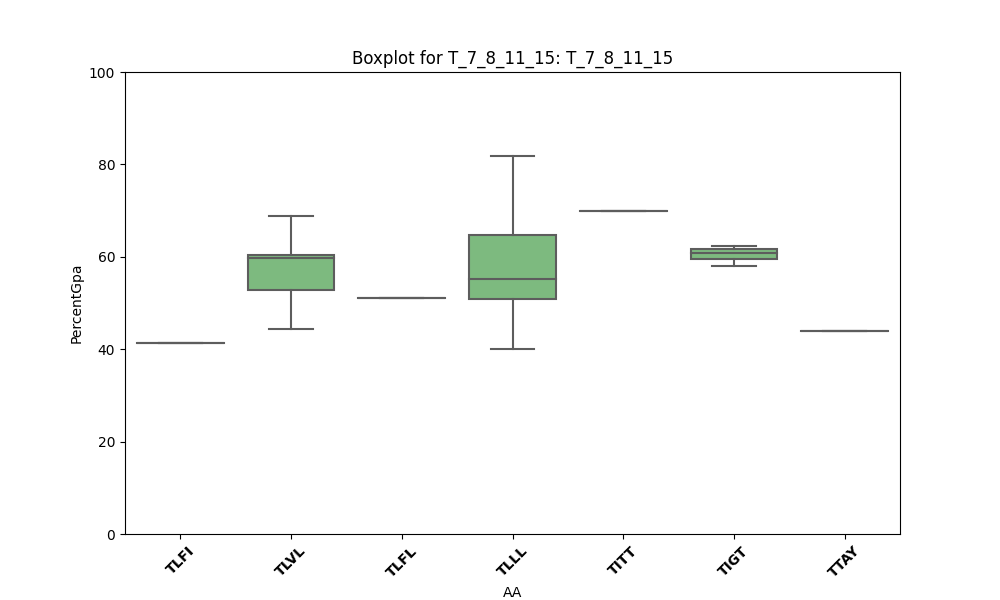 Boxplot for T_7_8_11_15: T_7_8_11_15
100
80
60
40
20
0
PercentGpa
TLFI
TLVL
TLFL
TLLL
TITT
TIGT
TTAY
AA